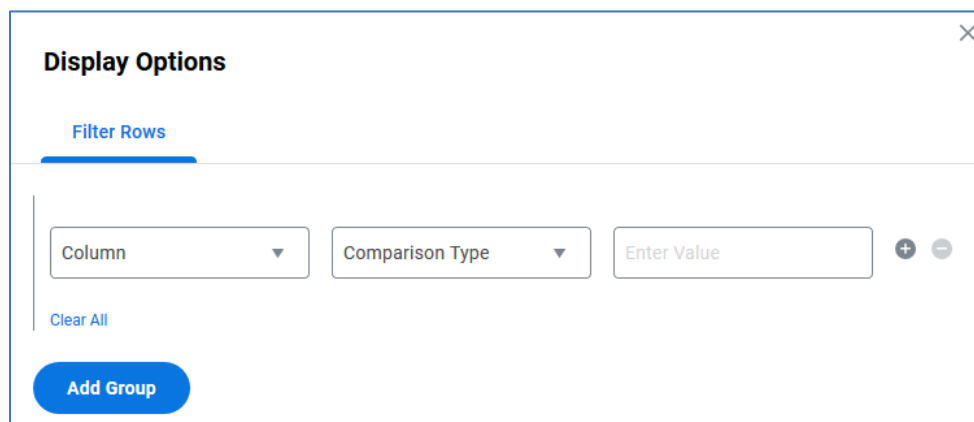 Display Options
Filter Rows
Column Comparison Type Enter Value
Clear All
Add Group